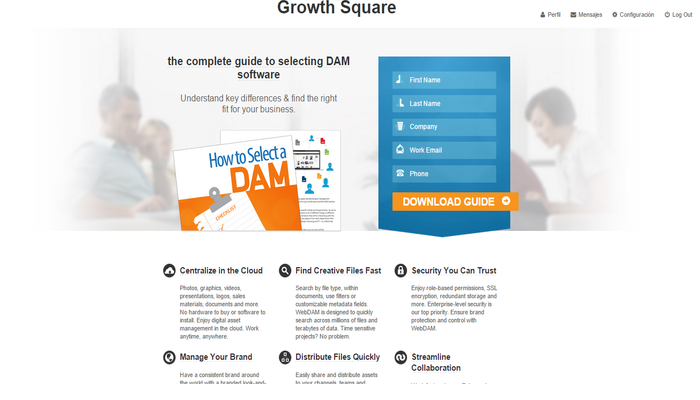 Growth Square
Perfil
Mensajes
Configuración
Log Out
the complete guide to selecting DAM
software
Understand key differences & find the right
fit for your business.
How to Select a
DAM
CHECKLIST
First Name
Last Name
Company
Work Email
Phone
DOWNLOAD GUIDE
Centralize in the Cloud
Photos, graphics, videos,
presentations, logos, sales
materials, documents and more.
No hardware to buy or software to
install. Enjoy digital asset
management in the cloud. Work
anytime, anywhere.
Find Creative Files Fast
Search by file type, within
documents, use filters or
customizable metadata fields.
WebDAM is designed to quickly
search across millions of files and
terabytes of data. Time sensitive
projects? No problem.
Security You Can Trust
Enjoy role-based permissions, SSL
encryption, redundant storage and
more. Enterprise-level security is
our top priority. Ensure brand
protection and control with
WebDAM.
Manage Your Brand
Have a consistent brand around
the world with a branded look-and-
Distribute Files Quickly
Easily share and distribute assets
to your channels, teams and
Streamline
Collaboration